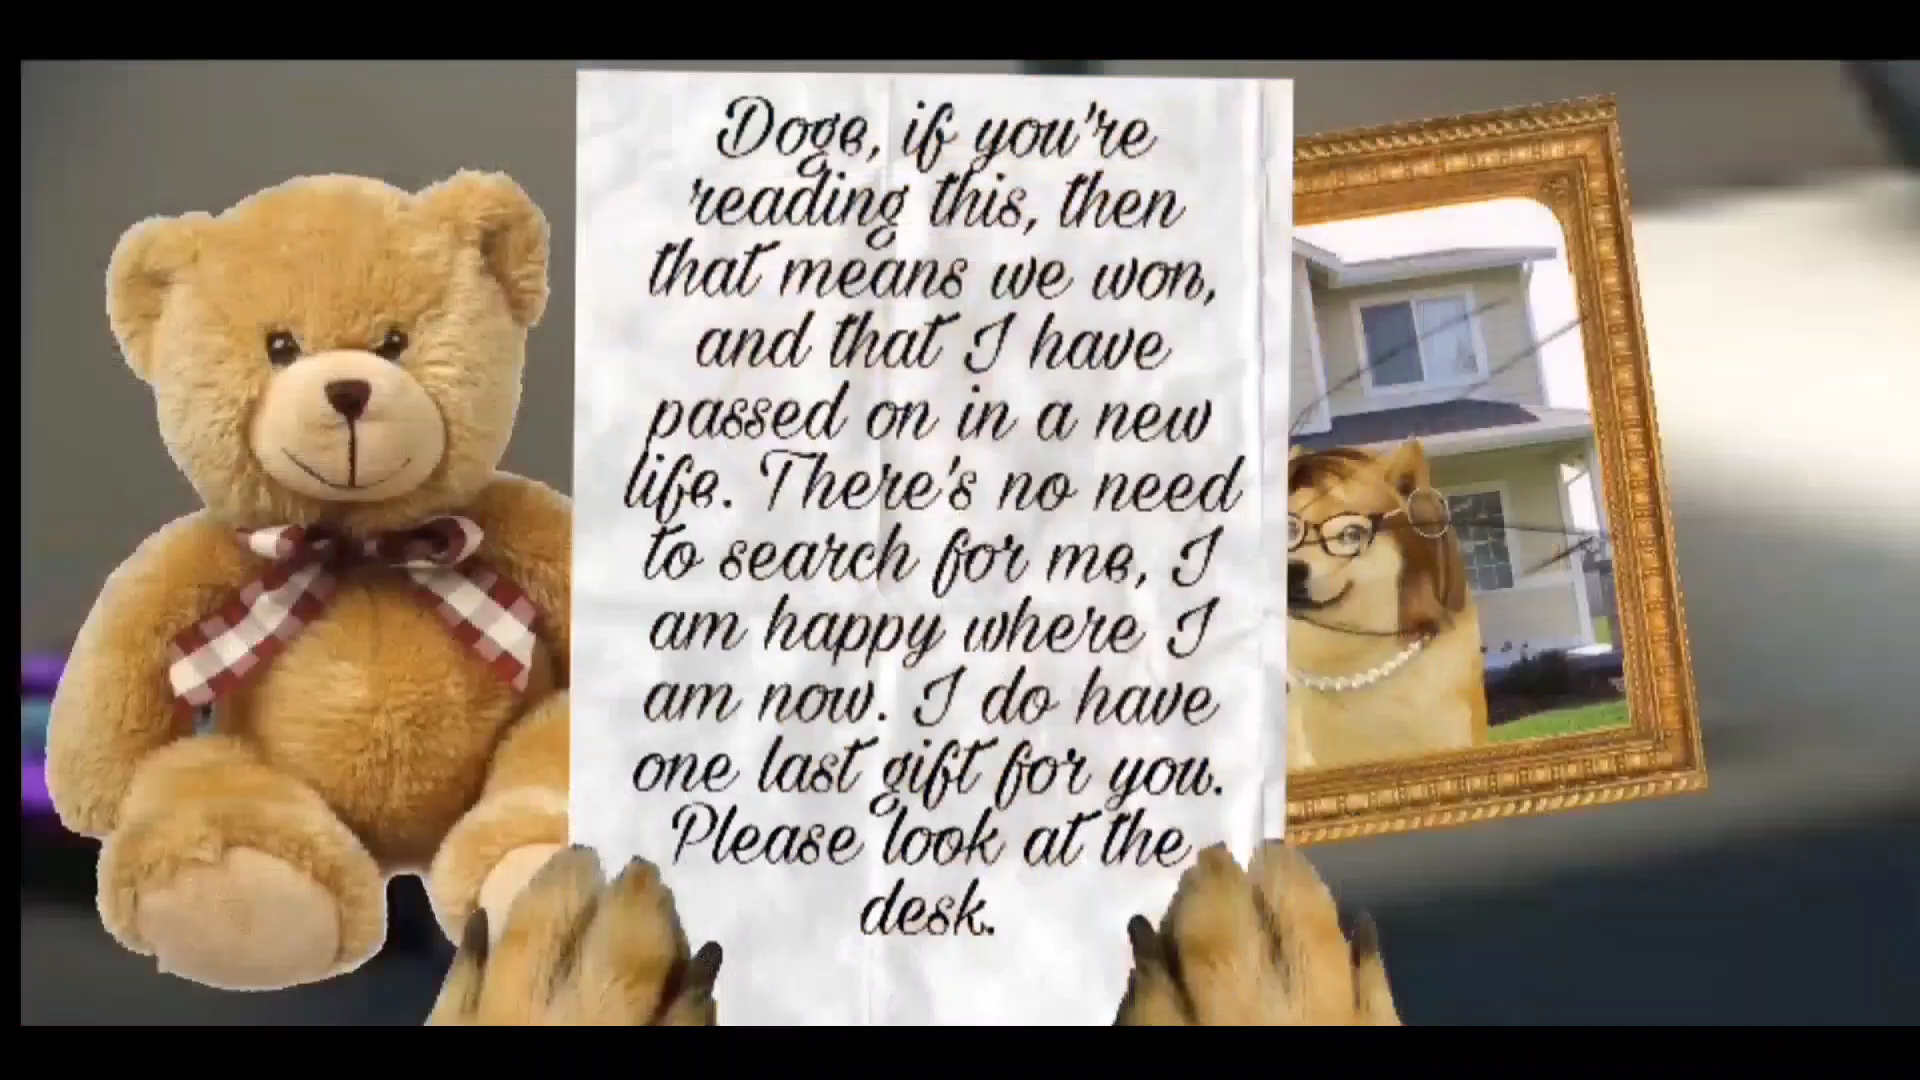 Doge, if you're
reading this, then
that means we won,
and that I have
passed on in a new
life. There's no need
to search for me, I
am happy where I
am now. I do have
one last gift for you.
Please look at the
desk.